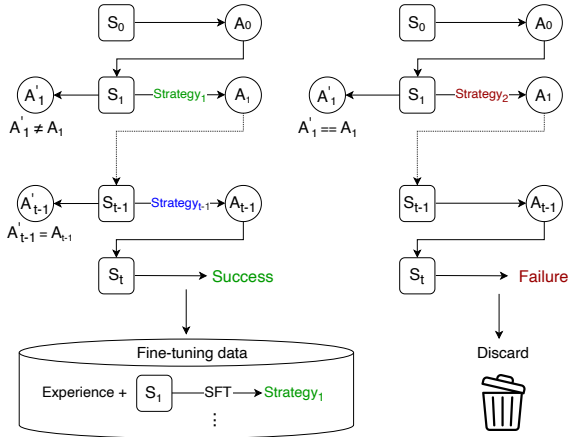 S₀ A₀
A'₁ S₁ Strategy₁ A₁
A'₁ ≠ A₁
A't-1 St-1 Strategyt-1 At-1
A't-1 = At-1
St Success
Fine-tuning data
Experience + S₁ SFT Strategy₁
⋮
S₀ A₀
A'₁ S₁ Strategy₂ A₁
A'₁ == A₁
St-1 At-1
St Failure
Discard